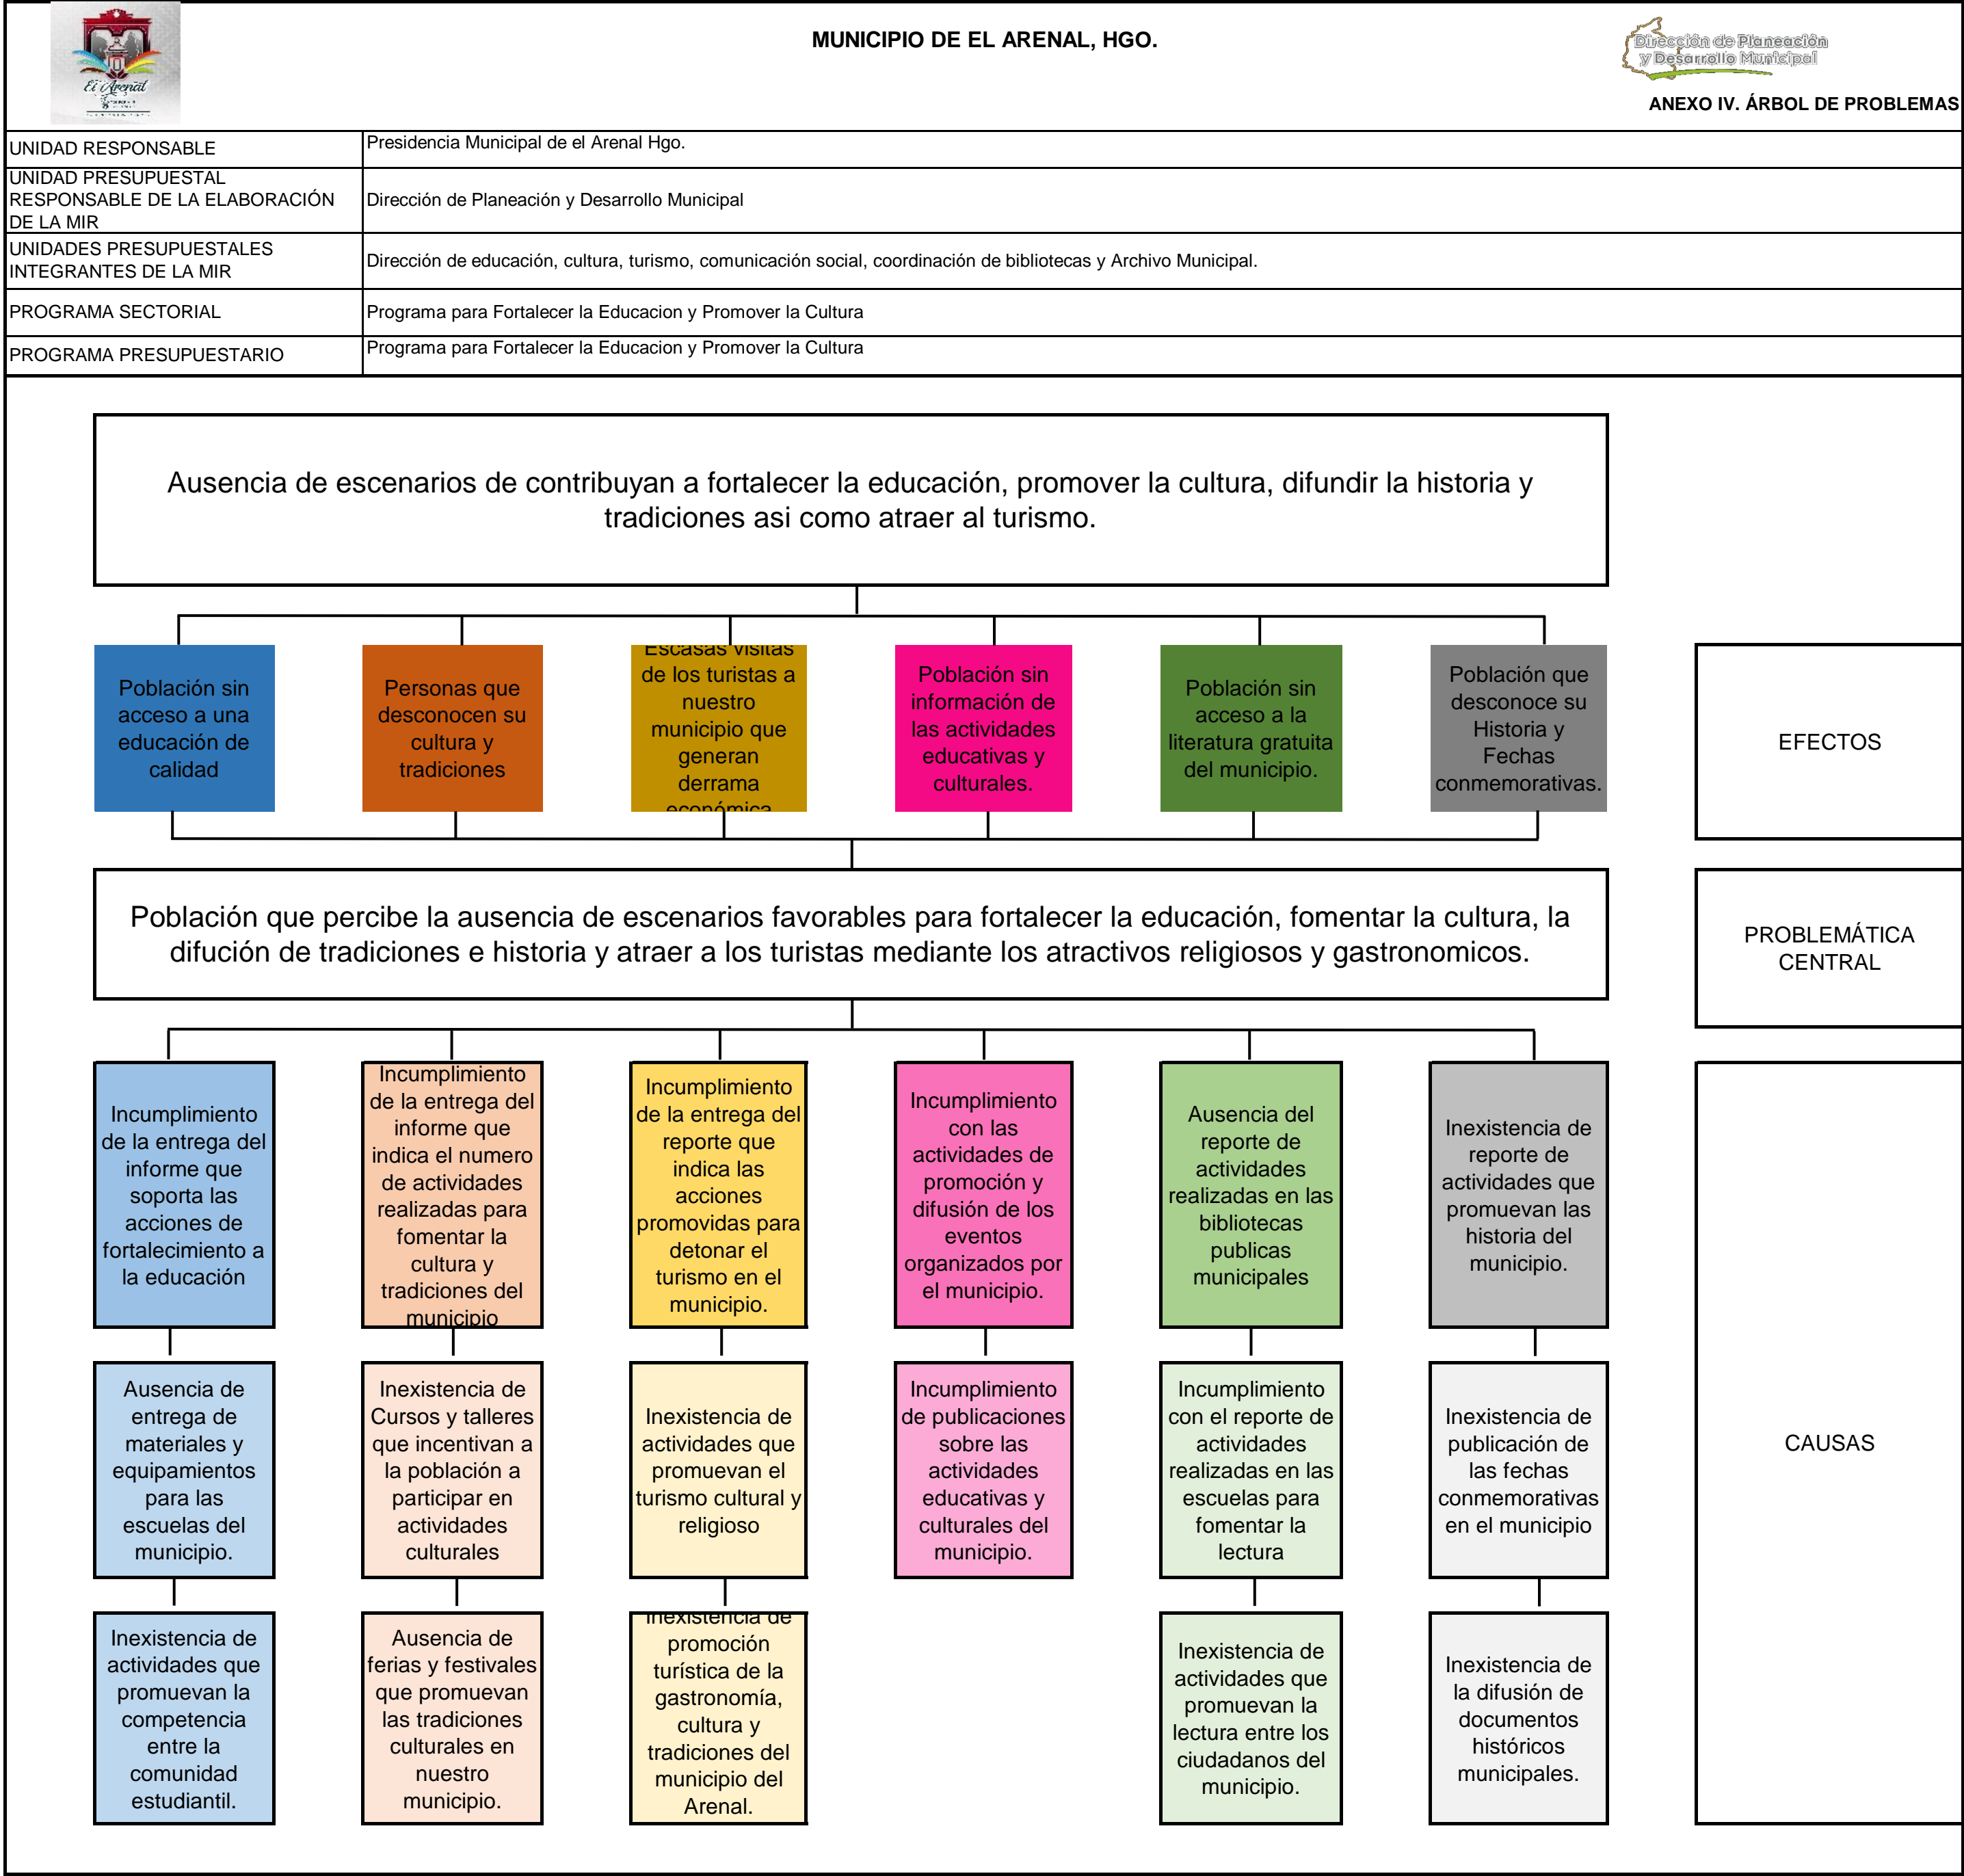 El Arenal
MUNICIPIO DE EL ARENAL, HGO.
Dirección de Planeación
y Desarrollo Municipal
ANEXO IV. ÁRBOL DE PROBLEMAS
UNIDAD RESPONSABLE
Presidencia Municipal de el Arenal Hgo.
UNIDAD PRESUPUESTAL
RESPONSABLE DE LA ELABORACIÓN
DE LA MIR
Dirección de Planeación y Desarrollo Municipal
UNIDADES PRESUPUESTALES
INTEGRANTES DE LA MIR
Dirección de educación, cultura, turismo, comunicación social, coordinación de bibliotecas y Archivo Municipal.
PROGRAMA SECTORIAL
Programa para Fortalecer la Educacion y Promover la Cultura
PROGRAMA PRESUPUESTARIO
Programa para Fortalecer la Educacion y Promover la Cultura
Ausencia de escenarios de contribuyan a fortalecer la educación, promover la cultura, difundir la historia y
tradiciones asi como atraer al turismo.
Población sin
acceso a una
educación de
calidad
Personas que
desconocen su
cultura y
tradiciones
Escasas visitas
de los turistas a
nuestro
municipio que
generan
derrama
económica
Población sin
información de
las actividades
educativas y
culturales.
Población sin
acceso a la
literatura gratuita
del municipio.
Población que
desconoce su
Historia y
Fechas
conmemorativas.
EFECTOS
Población que percibe la ausencia de escenarios favorables para fortalecer la educación, fomentar la cultura, la
difución de tradiciones e historia y atraer a los turistas mediante los atractivos religiosos y gastronomicos.
PROBLEMÁTICA
CENTRAL
Incumplimiento
de la entrega del
informe que
soporta las
acciones de
fortalecimiento a
la educación
Incumplimiento
de la entrega del
informe que
indica el numero
de actividades
realizadas para
fomentar la
cultura y
tradiciones del
municipio
Incumplimiento
de la entrega del
reporte que
indica las
acciones
promovidas para
detonar el
turismo en el
municipio.
Incumplimiento
con las
actividades de
promoción y
difusión de los
eventos
organizados por
el municipio.
Ausencia del
reporte de
actividades
realizadas en las
bibliotecas
publicas
municipales
Inexistencia de
reporte de
actividades que
promuevan las
historia del
municipio.
CAUSAS
Ausencia de
entrega de
materiales y
equipamientos
para las
escuelas del
municipio.
Inexistencia de
Cursos y talleres
que incentivan a
la población a
participar en
actividades
culturales
Inexistencia de
actividades que
promuevan el
turismo cultural y
religioso
Incumplimiento
de publicaciones
sobre las
actividades
educativas y
culturales del
municipio.
Incumplimiento
con el reporte de
actividades
realizadas en las
escuelas para
fomentar la
lectura
Inexistencia de
publicación de
las fechas
conmemorativas
en el municipio
Inexistencia de
actividades que
promuevan la
competencia
entre la
comunidad
estudiantil.
Ausencia de
ferias y festivales
que promuevan
las tradiciones
culturales en
nuestro
municipio.
Inexistencia de
promoción
turística de la
gastronomía,
cultura y
tradiciones del
municipio del
Arenal.
Inexistencia de
actividades que
promuevan la
lectura entre los
ciudadanos del
municipio.
Inexistencia de
la difusión de
documentos
históricos
municipales.